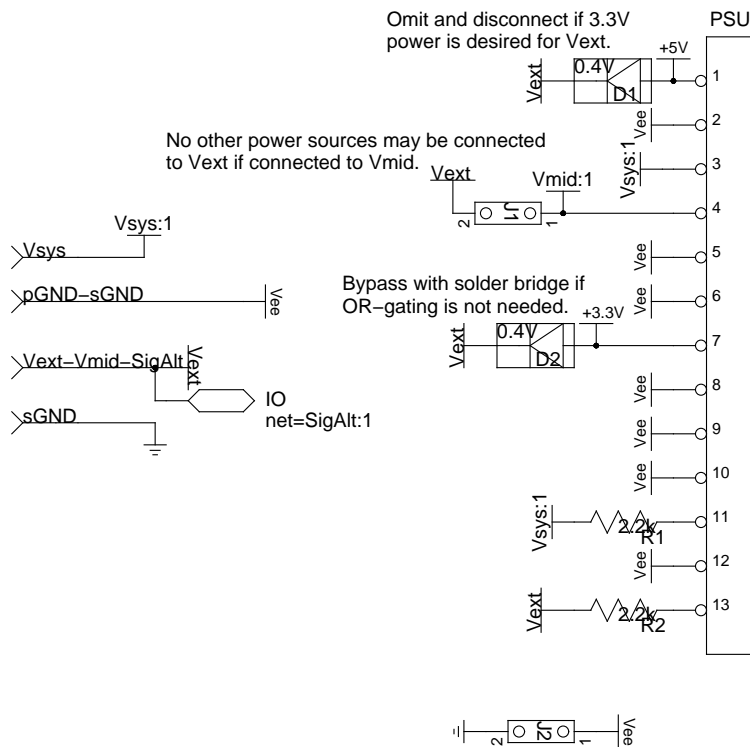 Omit and disconnect if 3.3V
power is desired for Vext.
PSU
+5V
0.4V
Vext
D1
1
Vee
2
No other power sources may be connected
to Vext if connected to Vmid.
Vsys:1
3
Vext
Vmid:1
2
J1
1
4
Vsys:1
Vsys
Vee
5
pGND−sGND
Vee
Bypass with solder bridge if
OR−gating is not needed.
Vee
6
+3.3V
0.4V
Vext
D2
7
Vext−Vmid−SigAlt
Vext
IO
net=SigAlt:1
Vee
8
sGND
Vee
9
Vee
10
Vsys:1
2.2k
R1
11
Vee
12
Vext
2.2k
R2
13
2
J2
1
Vee